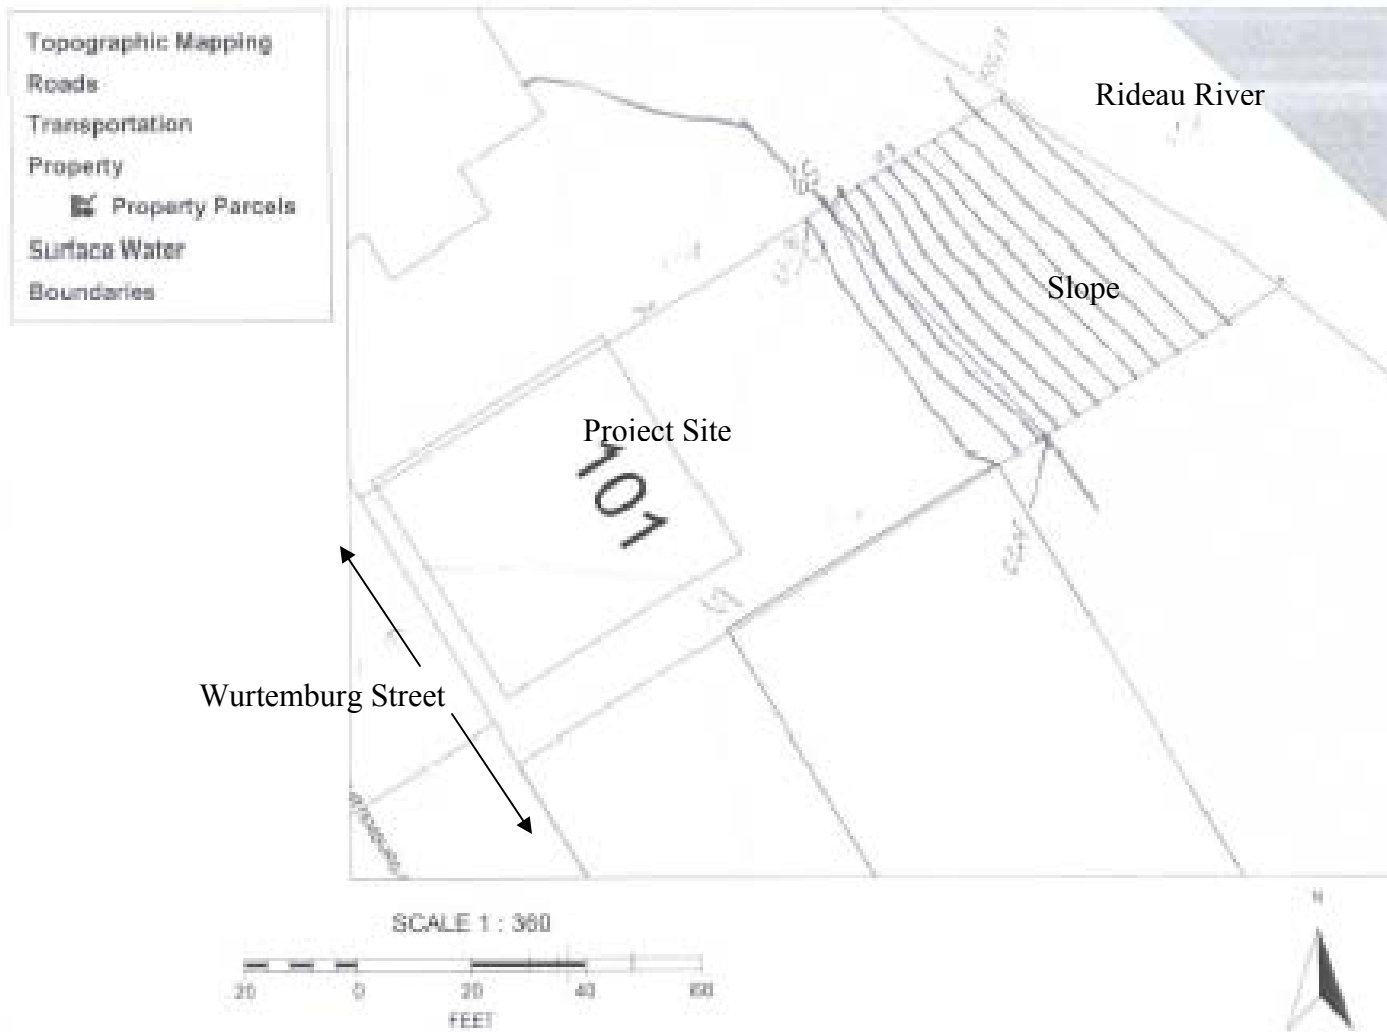 Topographic Mapping
Roads
Transportation
Property
Property Parcels
Surface Water
Boundaries
Rideau River
Slope
Project Site
101
Wurtemburg Street
SCALE 1 : 360
20 0 20 40 60
FEET
N